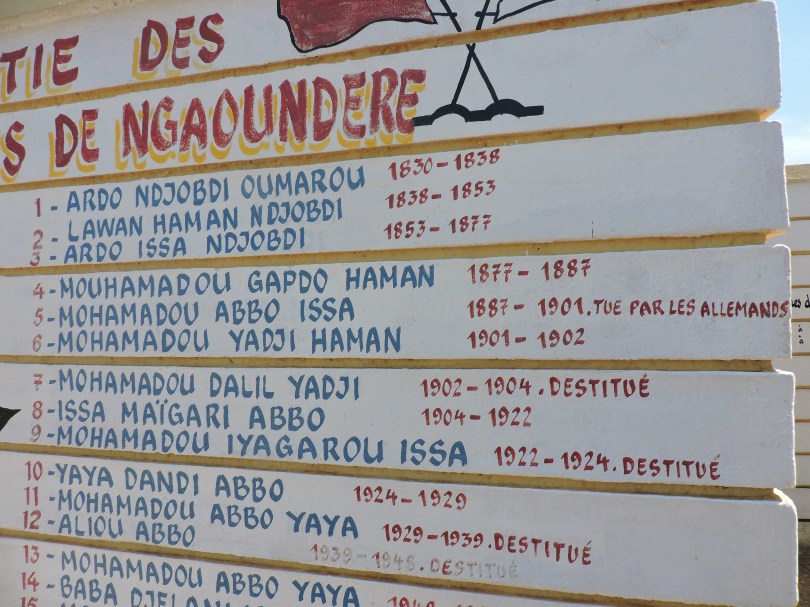 TIE DES
S DE NGAOUNDERE
1 - ARDO NDJOBDI OUMAROU 1830 - 1838
2 - LAWAN HAMAN NDJOBDI 1838 - 1853
3 - ARDO ISSA NDJOBDI 1853 - 1877
4 - MOUHAMADOU GAPDO HAMAN 1877 - 1887
5 - MOHAMADOU ABBO ISSA 1887 - 1901. TUE PAR LES ALLEMANDS
6 - MOHAMADOU YADJI HAMAN 1901 - 1902
7 - MOHAMADOU DALIL YADJI 1902 - 1904. DESTITUÉ
8 - ISSA MAÏGARI ABBO 1904 - 1922
9 - MOHAMADOU IYAGAROU ISSA 1922 - 1924. DESTITUÉ
10 - YAYA DANDI ABBO 1924 - 1929
11 - MOHAMADOU ABBO YAYA 1929 - 1939. DESTITUÉ
12 - ALIOU ABBO 1939 - 1948. DESTITUÉ
13 - MOHAMADOU ABBO YAYA 1948
14 - BABA DJELANI
15